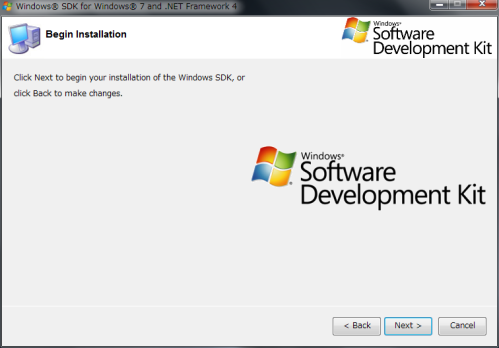 Windows® SDK for Windows® 7 and .NET Framework 4
Begin Installation
Windows®
Software
Development Kit
Click Next to begin your installation of the Windows SDK, or
click Back to make changes.
Windows®
Software
Development Kit
< Back
Next >
Cancel